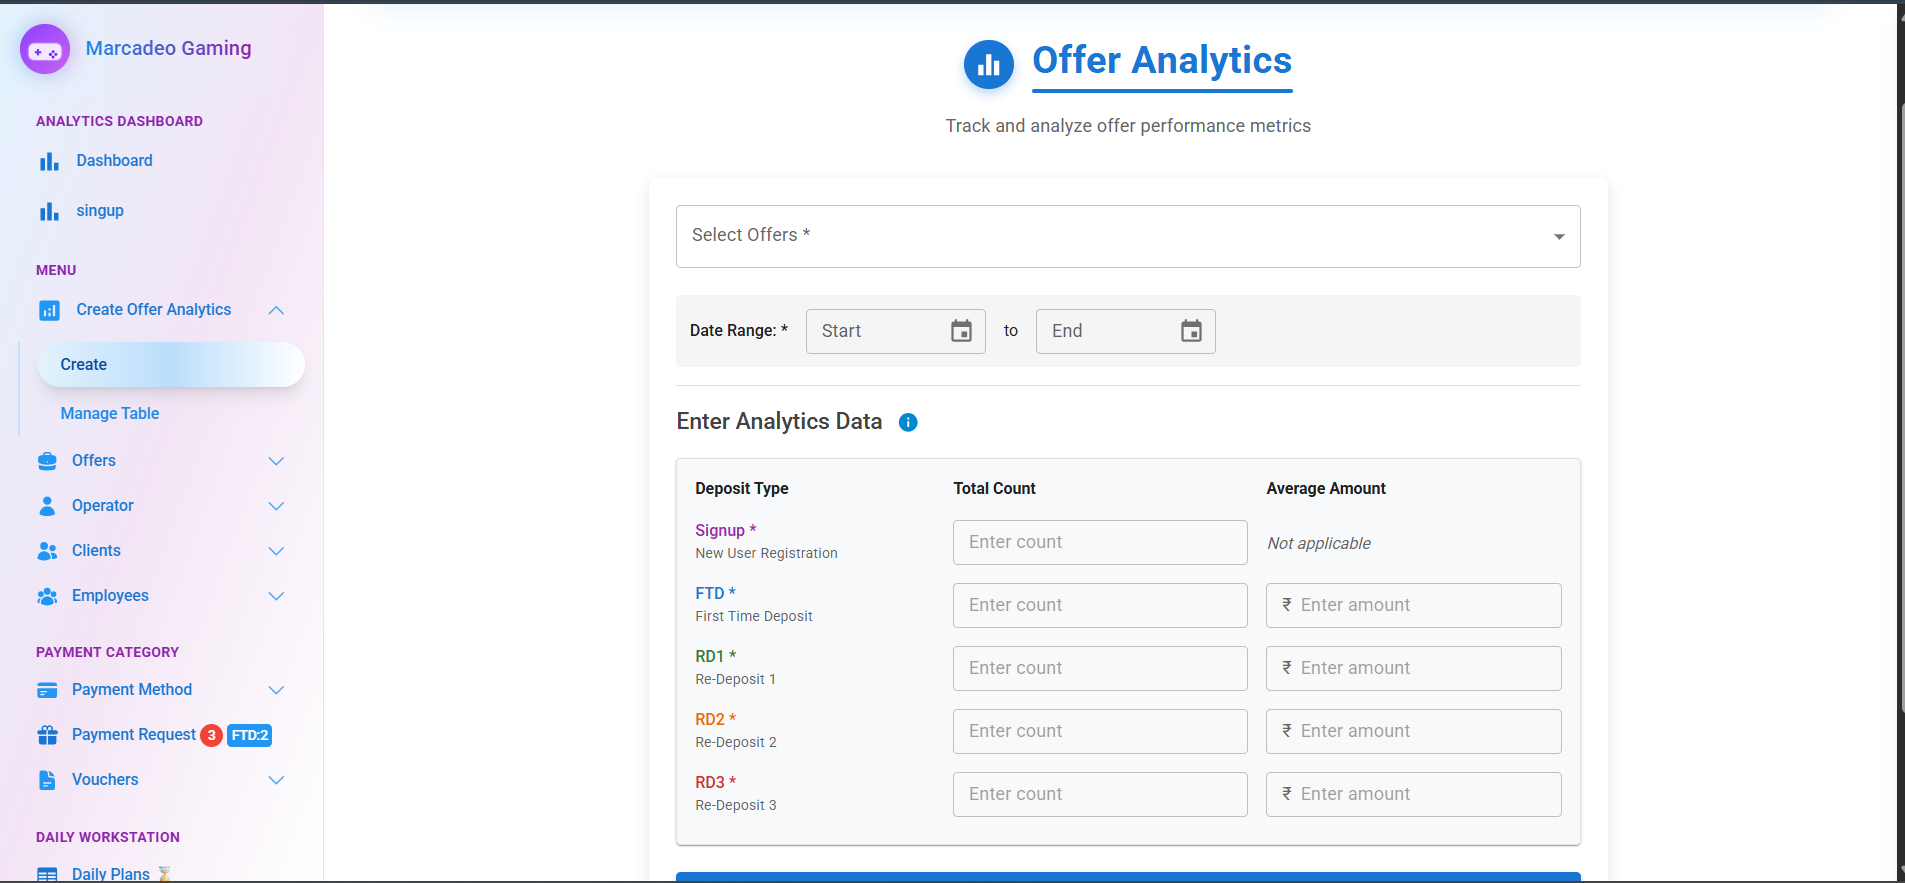 Marcadeo Gaming
ANALYTICS DASHBOARD
Dashboard
singup
MENU
Create Offer Analytics
Create
Manage Table
Offers
Operator
Clients
Employees
PAYMENT CATEGORY
Payment Method
Payment Request 3 FTD:2
Vouchers
DAILY WORKSTATION
Daily Plans ⏳
Offer Analytics
Track and analyze offer performance metrics
Select Offers *
Date Range: * Start to End
Enter Analytics Data
Deposit Type Total Count Average Amount
Signup *
New User Registration
Enter count
Not applicable
FTD *
First Time Deposit
Enter count
₹ Enter amount
RD1 *
Re-Deposit 1
Enter count
₹ Enter amount
RD2 *
Re-Deposit 2
Enter count
₹ Enter amount
RD3 *
Re-Deposit 3
Enter count
₹ Enter amount